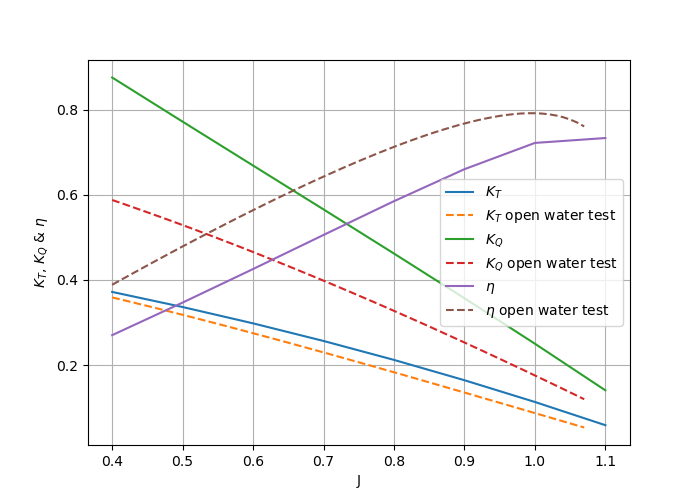 K_T, K_Q & η
0.8
0.6
0.4
0.2
K_T
K_T open water test
K_Q
K_Q open water test
η
η open water test
0.4 0.5 0.6 0.7 0.8 0.9 1.0 1.1
J